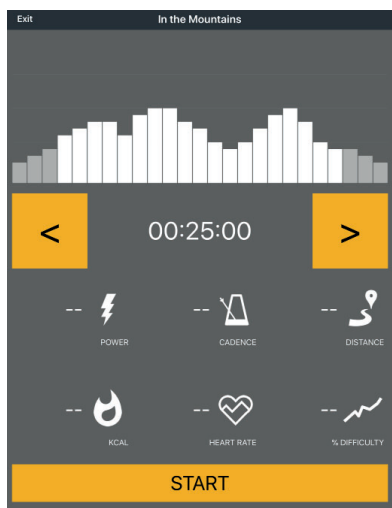 Exit In the Mountains
< 00:25:00 >
-- -- --
POWER CADENCE DISTANCE
-- -- --
KCAL HEART RATE % DIFFICULTY
START